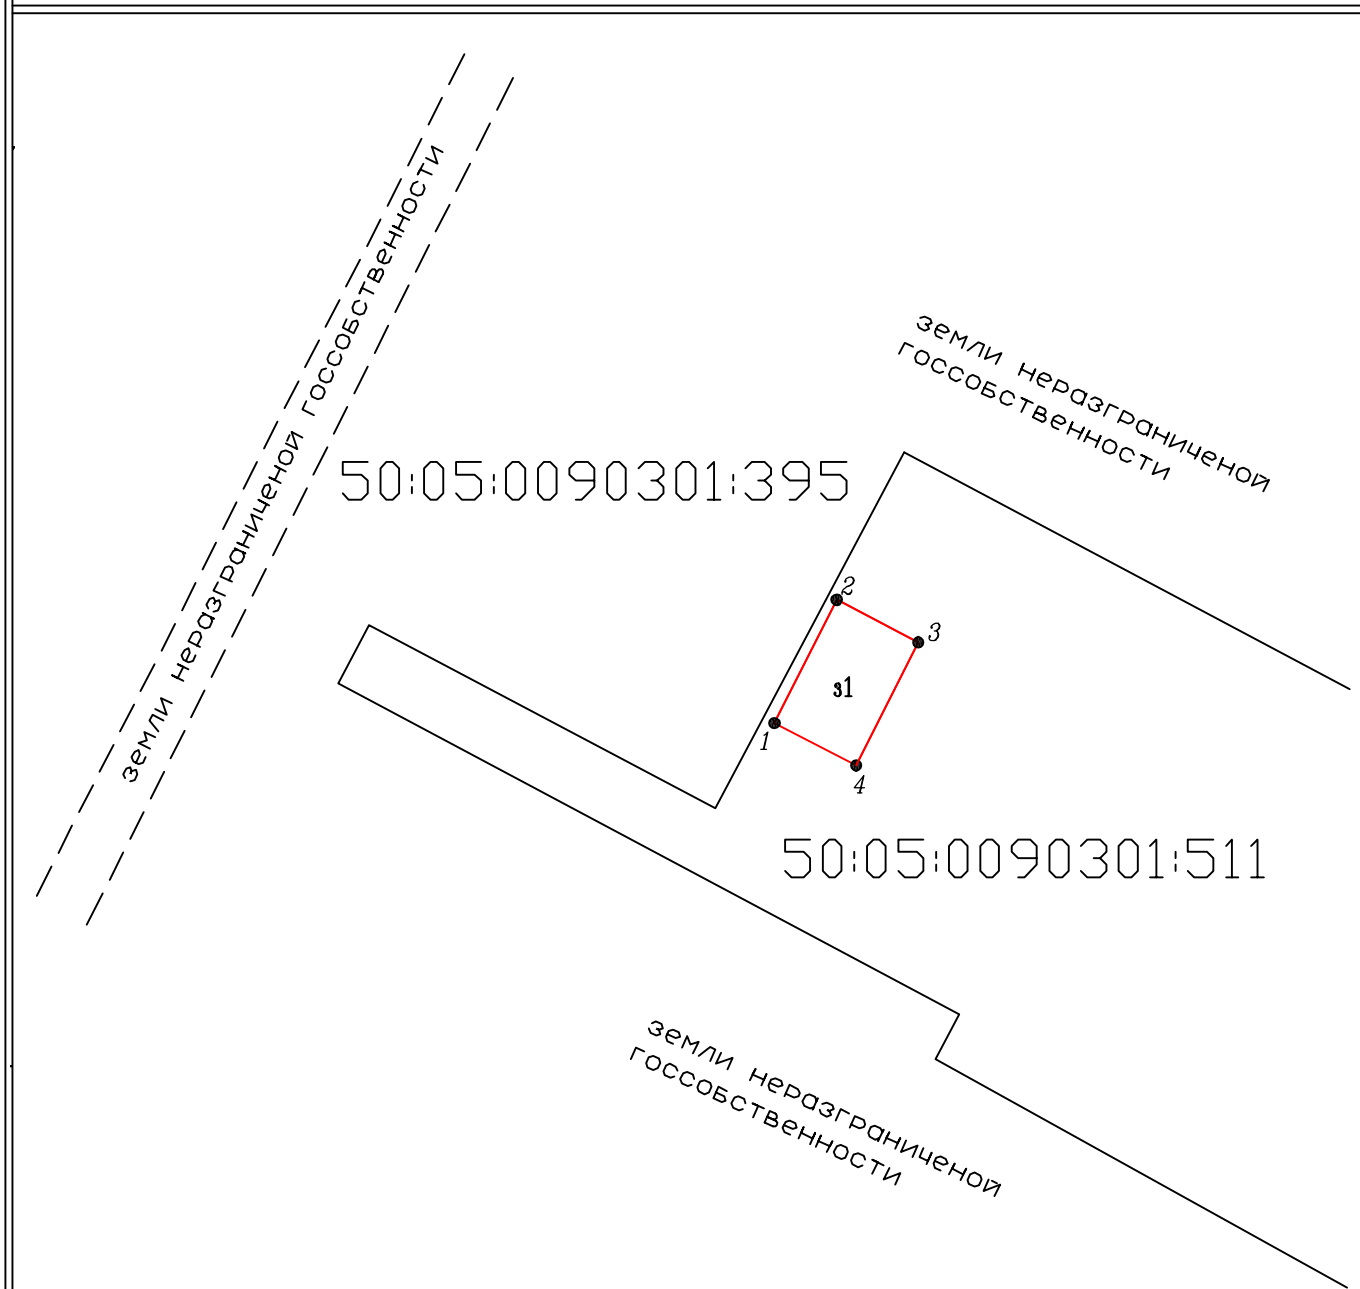 земли неразграниченой госсобственности
земли неразграниченой
госсобственности
50:05:0090301:395
2
3
з1
1
4
50:05:0090301:511
земли неразграниченой
госсобственности